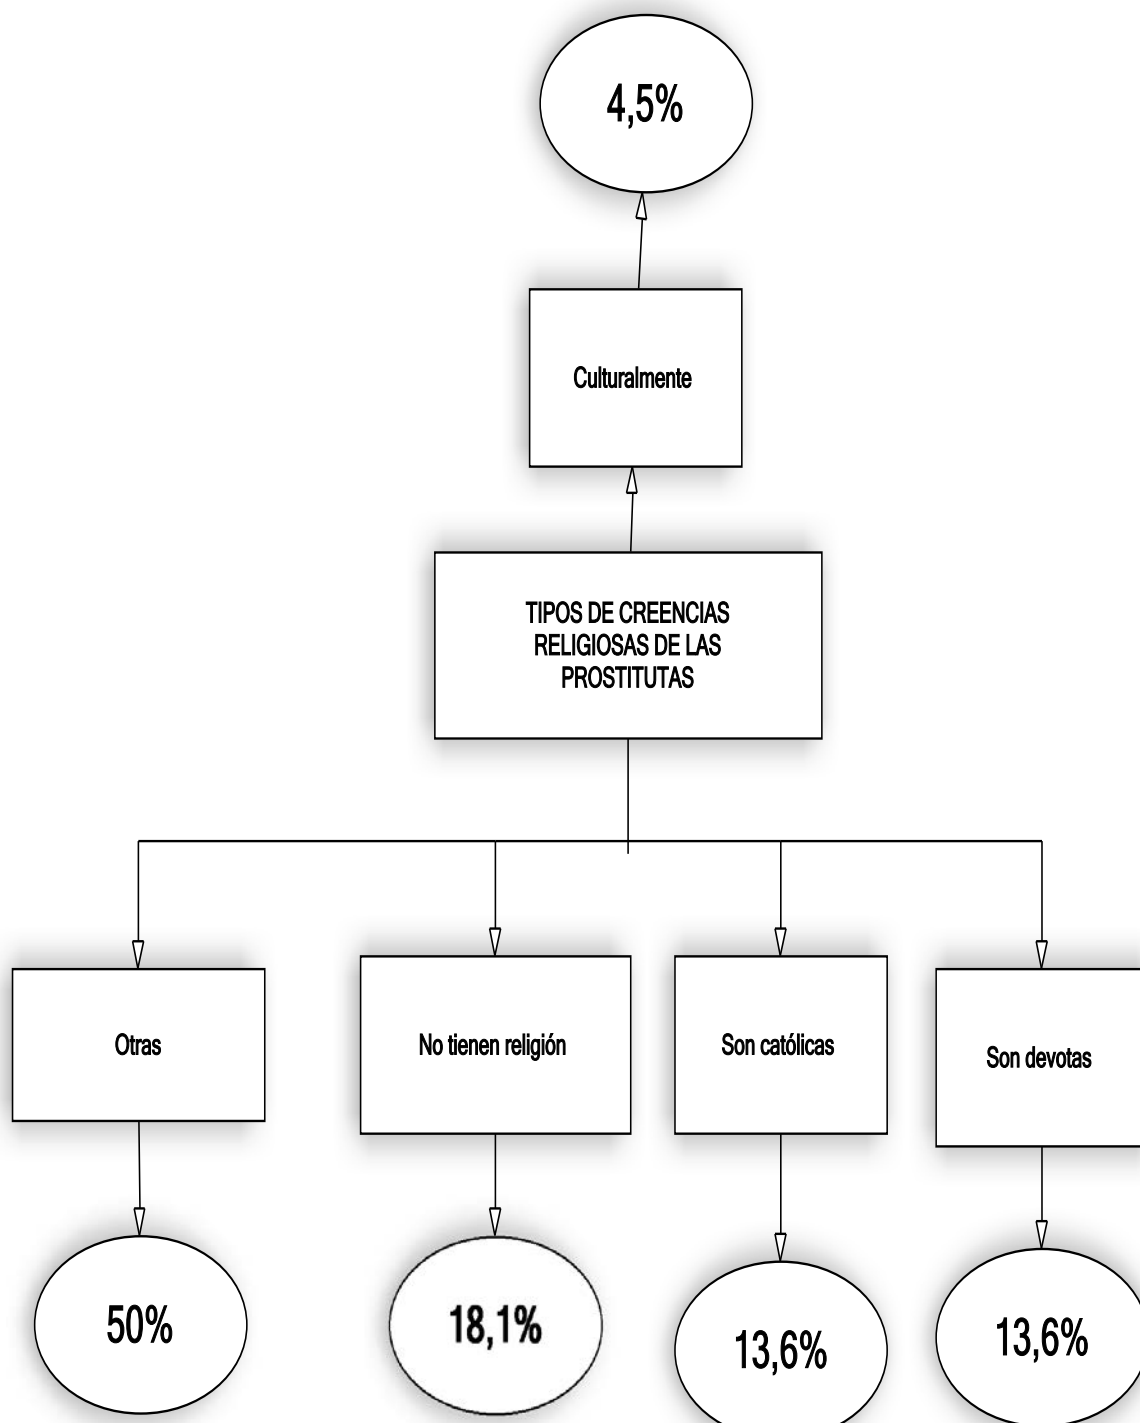 4,5%
Culturalmente
TIPOS DE CREENCIAS
RELIGIOSAS DE LAS
PROSTITUTAS
Otras
No tienen religión
Son católicas
Son devotas
50%
18,1%
13,6%
13,6%